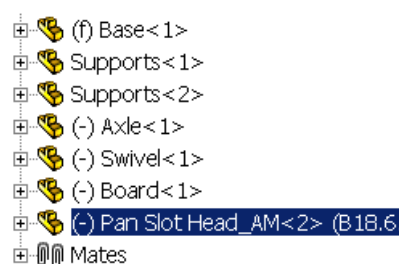 (f) Base<1>
Supports<1>
Supports<2>
(-) Axle<1>
(-) Swivel<1>
(-) Board<1>
(-) Pan Slot Head_AM<2> (B18.6
Mates